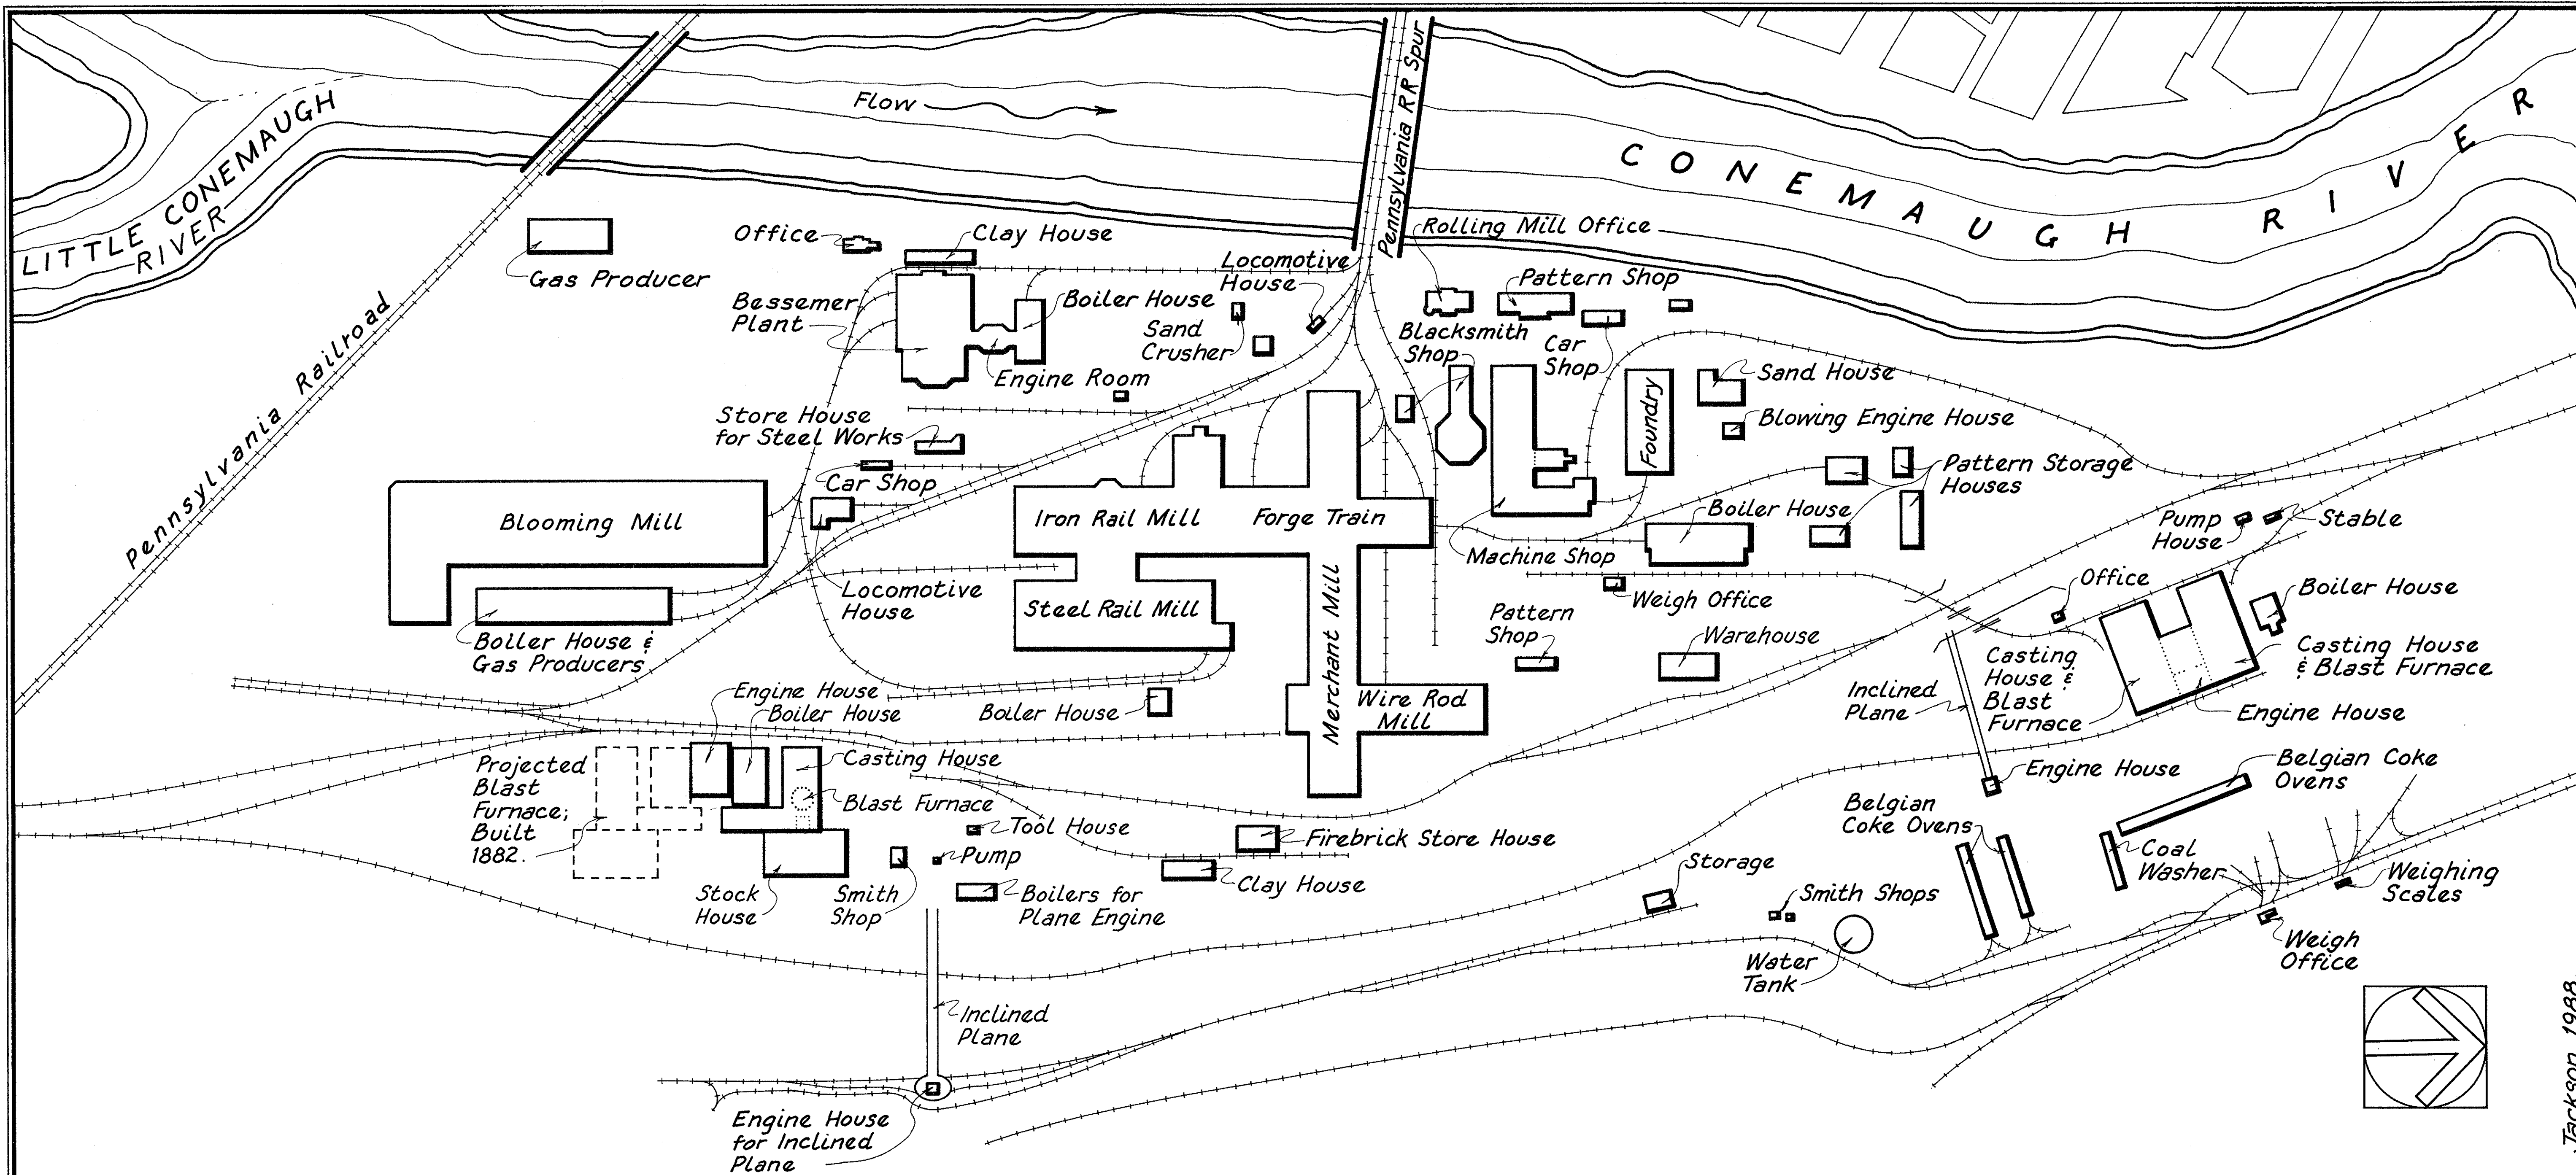 LITTLE CONEMAUGH
RIVER
Flow
Pennsylvania RR Spur
CONEMAUGH RIVER
Pennsylvania Railroad
Gas Producer
Office
Clay House
Bessemer
Plant
Boiler House
Engine Room
Locomotive
House
Sand
Crusher
Rolling Mill Office
Pattern Shop
Blacksmith
Shop
Car
Shop
Foundry
Sand House
Blowing Engine House
Pattern Storage
Houses
Store House
for Steel Works
Car Shop
Locomotive
House
Blooming Mill
Boiler House &
Gas Producers
Iron Rail Mill
Forge Train
Steel Rail Mill
Merchant Mill
Wire Rod
Mill
Machine Shop
Boiler House
Weigh Office
Pattern
Shop
Warehouse
Pump
House
Stable
Office
Boiler House
Casting House
& Blast Furnace
Casting
House &
Blast
Furnace
Engine House
Inclined
Plane
Engine House
Belgian Coke
Ovens
Belgian
Coke Ovens
Coal
Washer
Weighing
Scales
Weigh
Office
Storage
Smith Shops
Water
Tank
Engine House
Boiler House
Boiler House
Casting House
Blast Furnace
Projected
Blast
Furnace;
Built
1882.
Stock
House
Smith
Shop
Tool House
Pump
Boilers for
Plane Engine
Firebrick Store House
Clay House
Inclined
Plane
Engine House
for Inclined
Plane
Jackson 1988